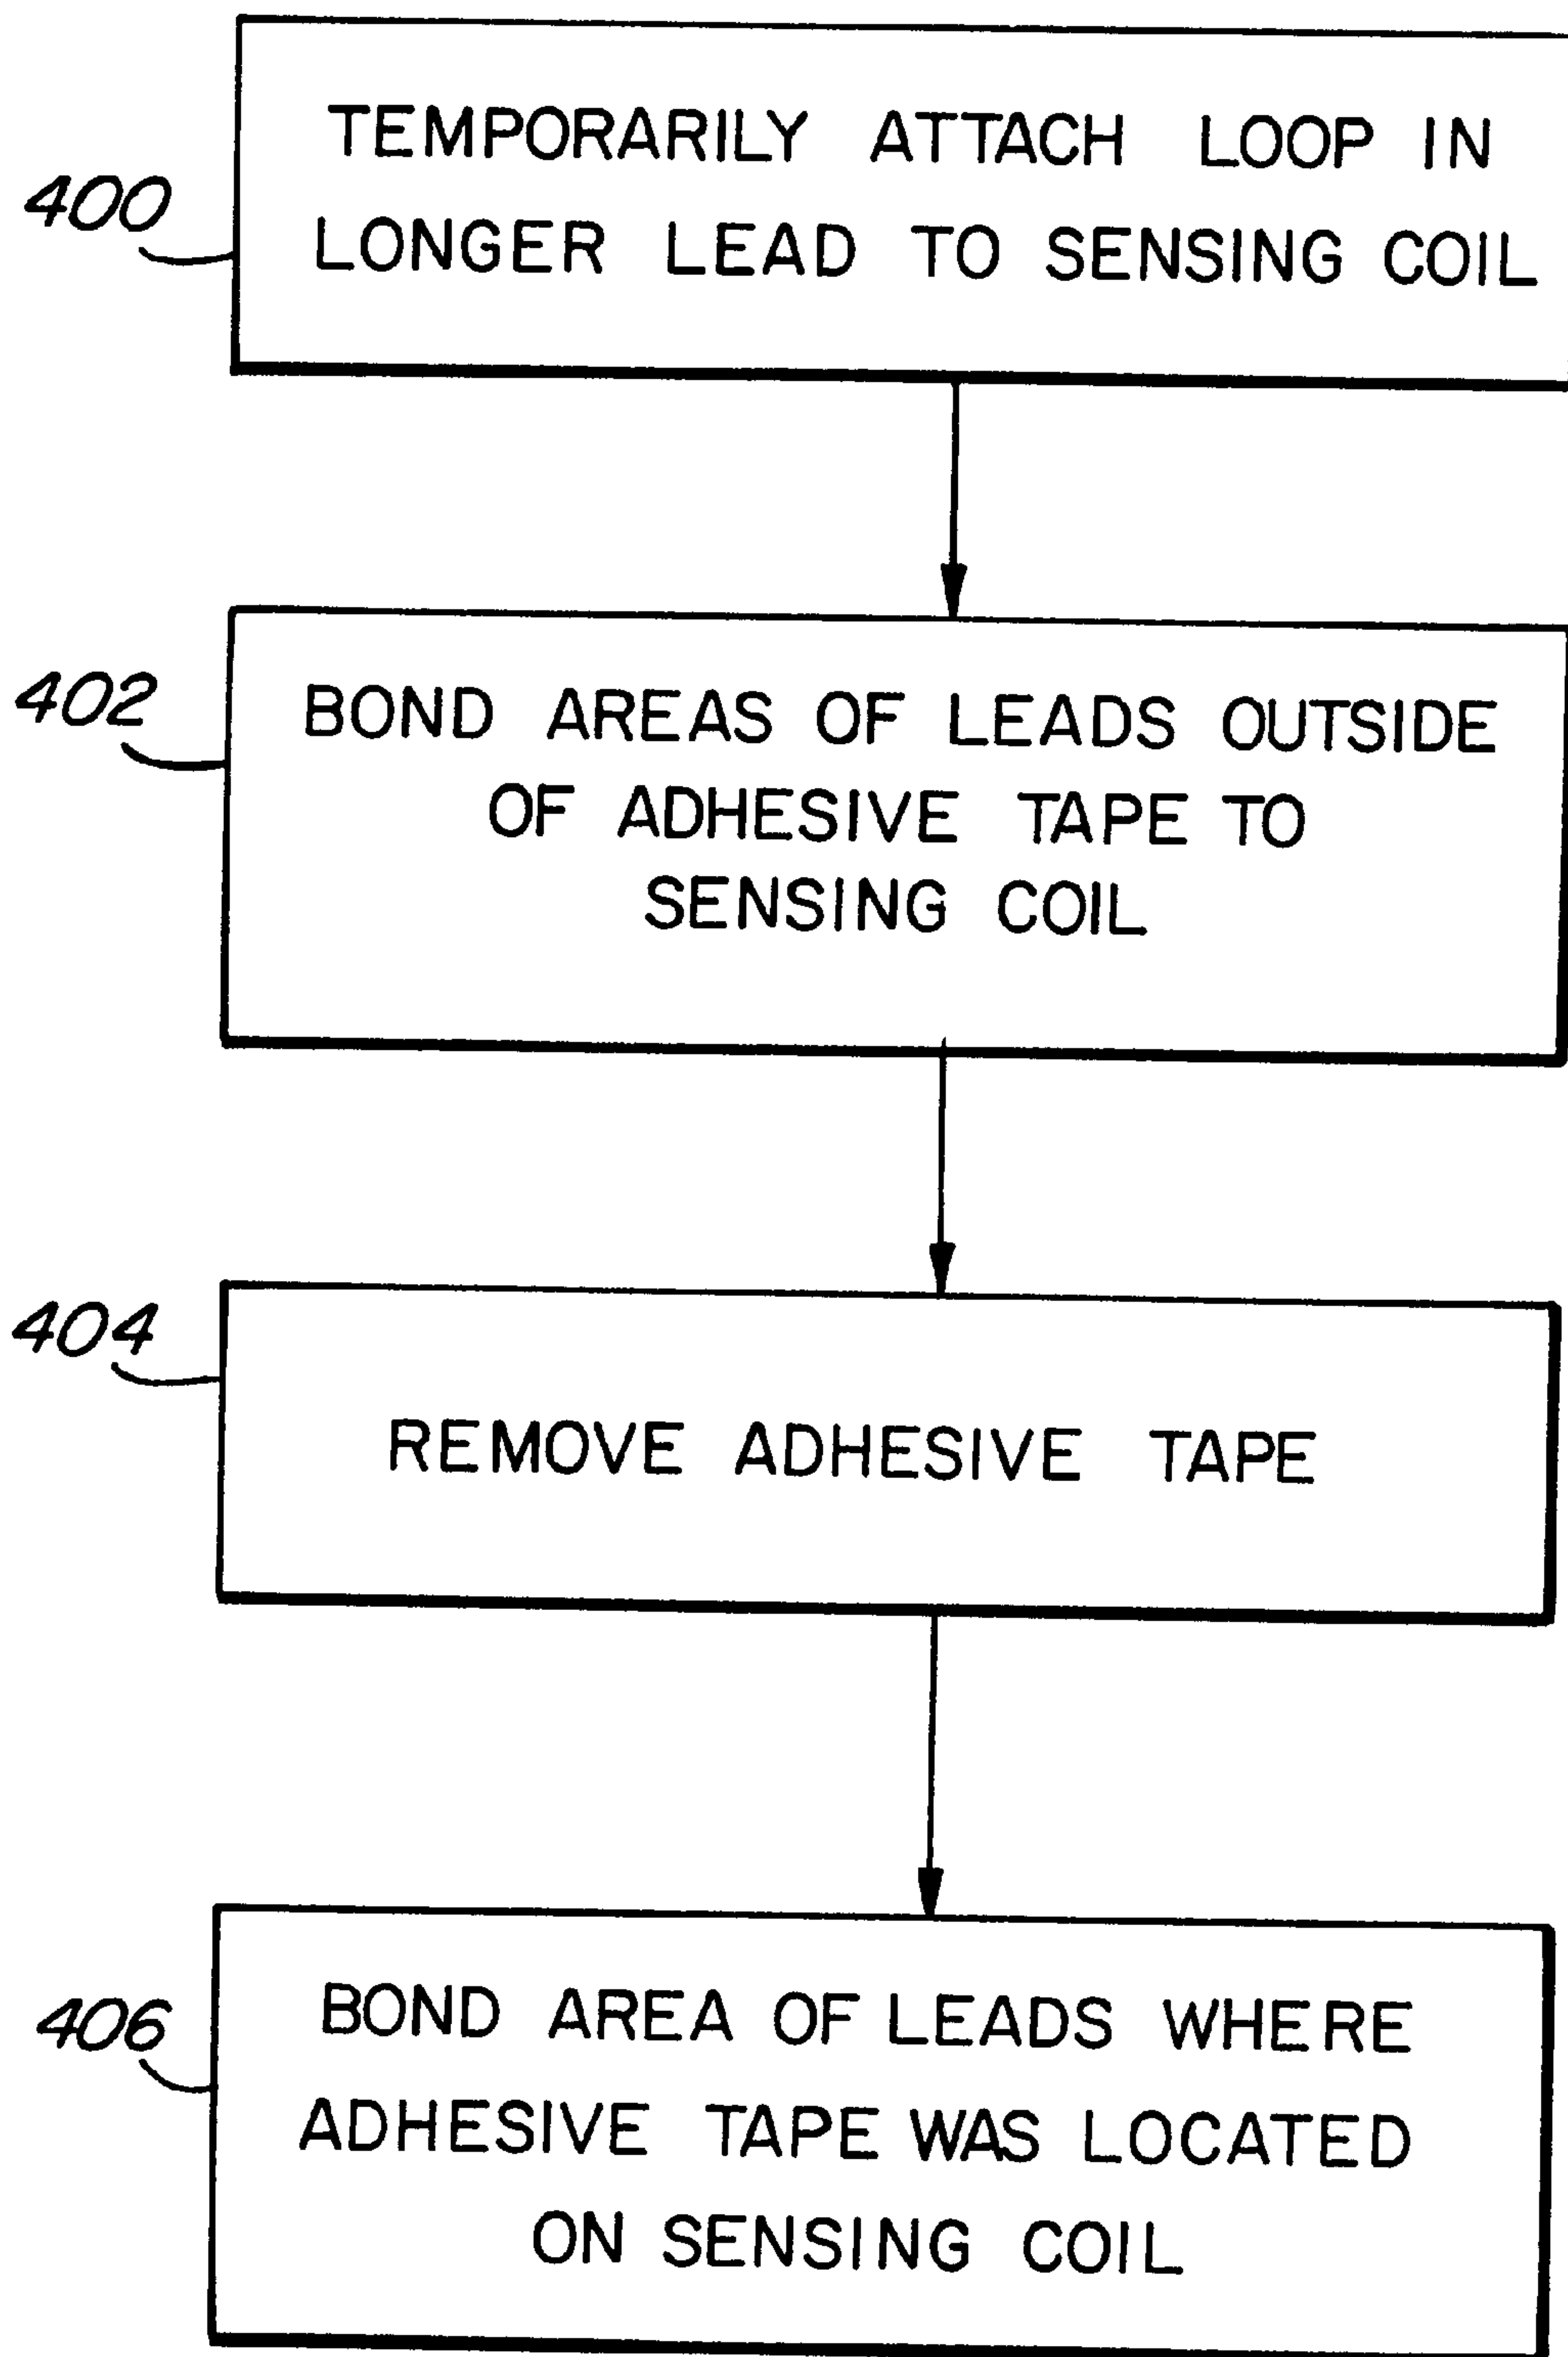 TEMPORARILY ATTACH LOOP IN
400
LONGER LEAD TO SENSING COIL
402
BOND AREAS OF LEADS OUTSIDE
OF ADHESIVE TAPE TO
SENSING COIL
404
REMOVE ADHESIVE TAPE
406
BOND AREA OF LEADS WHERE
ADHESIVE TAPE WAS LOCATED
ON SENSING COIL